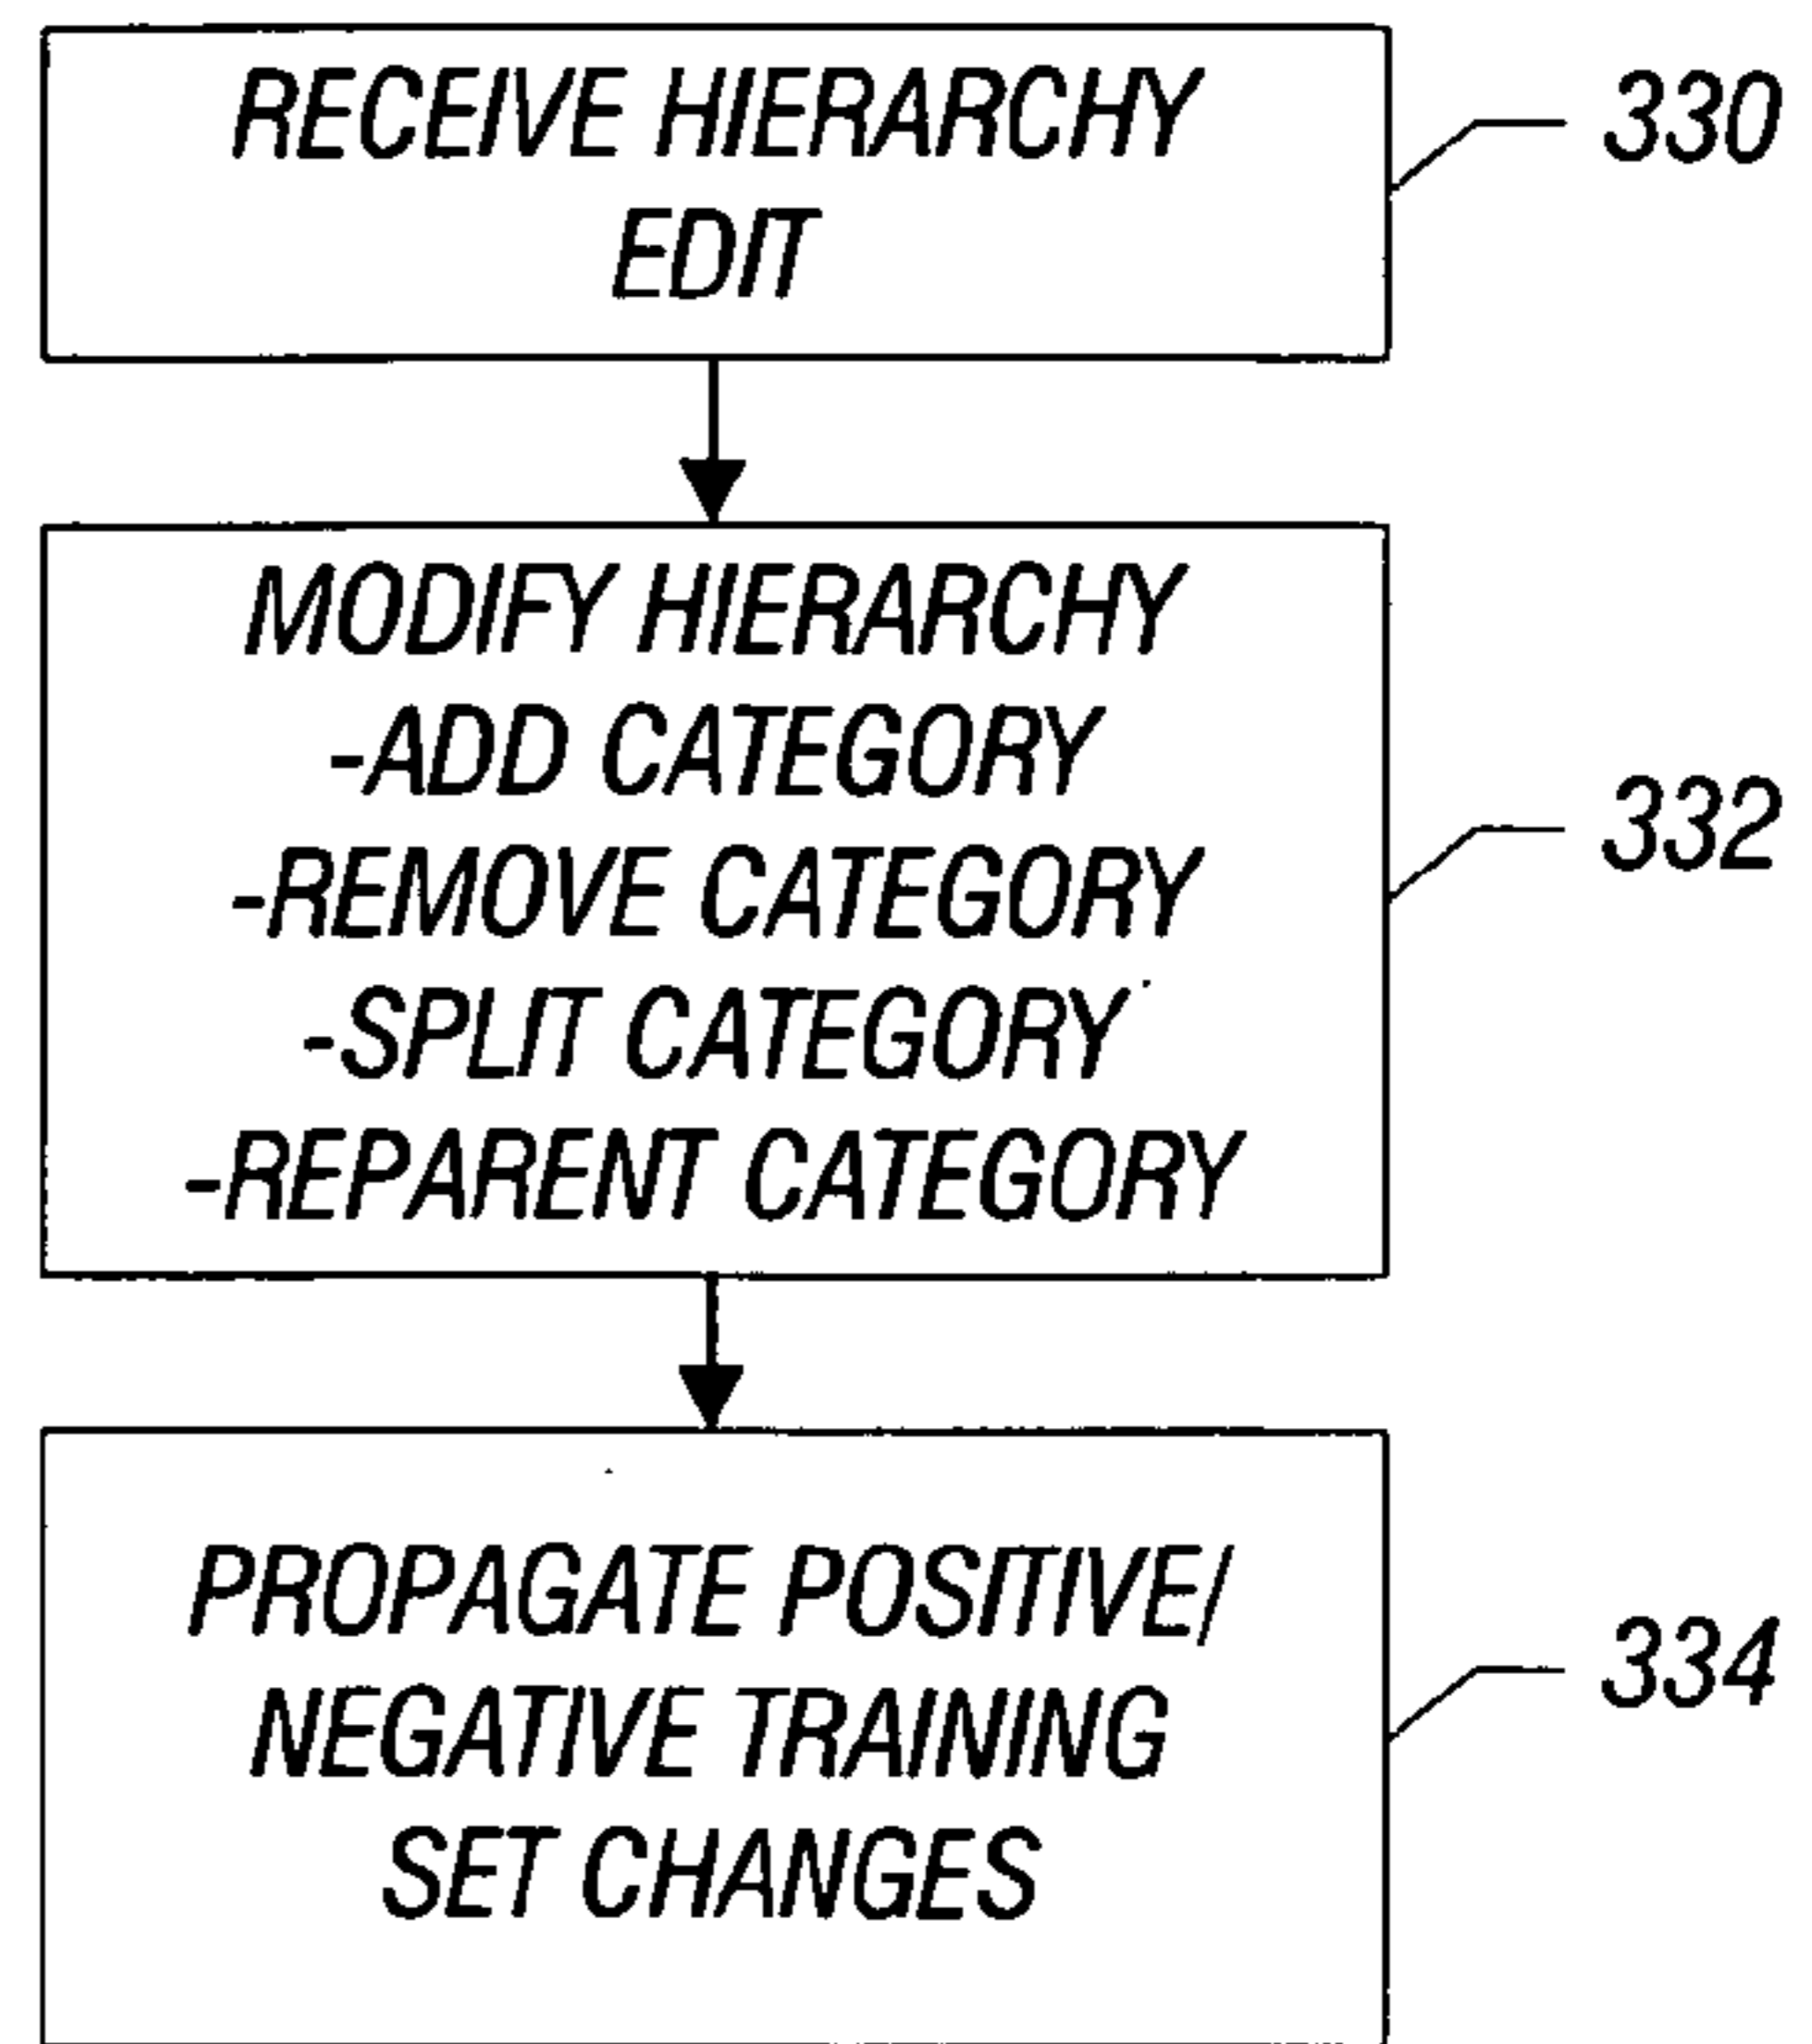 RECEIVE HIERARCHY
EDIT
330
MODIFY HIERARCHY
-ADD CATEGORY
-REMOVE CATEGORY
-SPLIT CATEGORY
-REPARENT CATEGORY
332
PROPAGATE POSITIVE/
NEGATIVE TRAINING
SET CHANGES
334